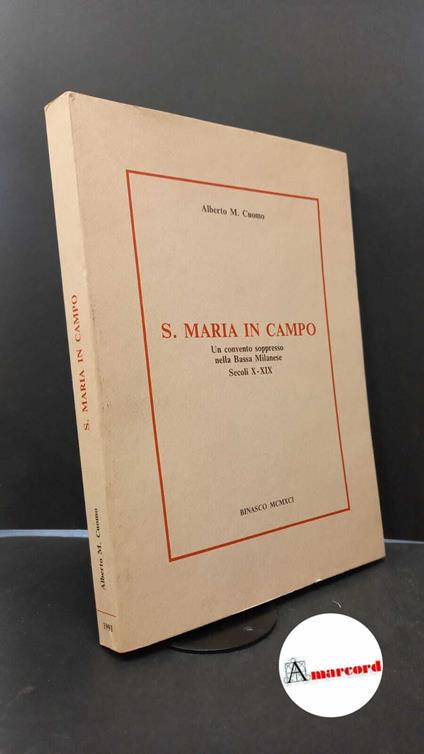 Alberto M. Cuomo
S. MARIA IN CAMPO
Un convento soppresso
nella Bassa Milanese
Secoli X-XIX
BINASCO MCMXCI
S. MARIA IN CAMPO
Alberto M. Cuomo
1991
Amarcord